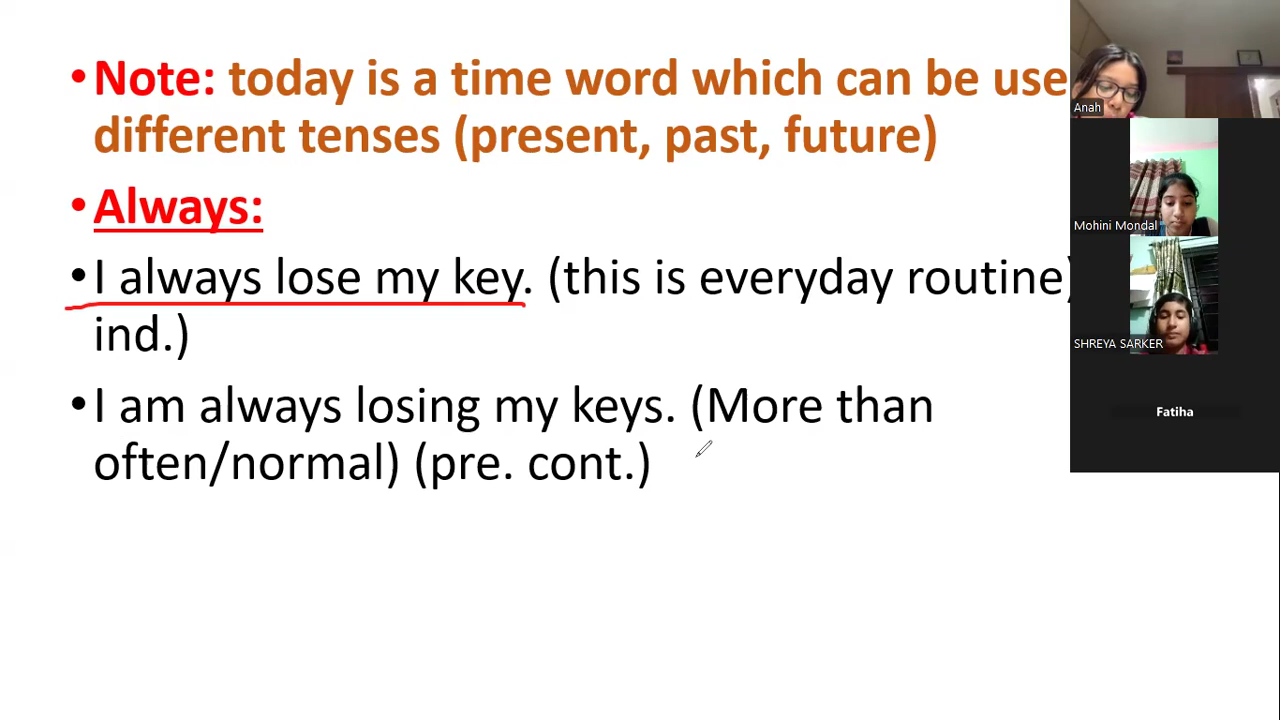 •Note: today is a time word which can be use
different tenses (present, past, future)
•Always:
•I always lose my key. (this is everyday routine)
ind.)
•I am always losing my keys. (More than
often/normal) (pre. cont.)
Anah
Mohini Mondal
SHREYA SARKER
Fatiha